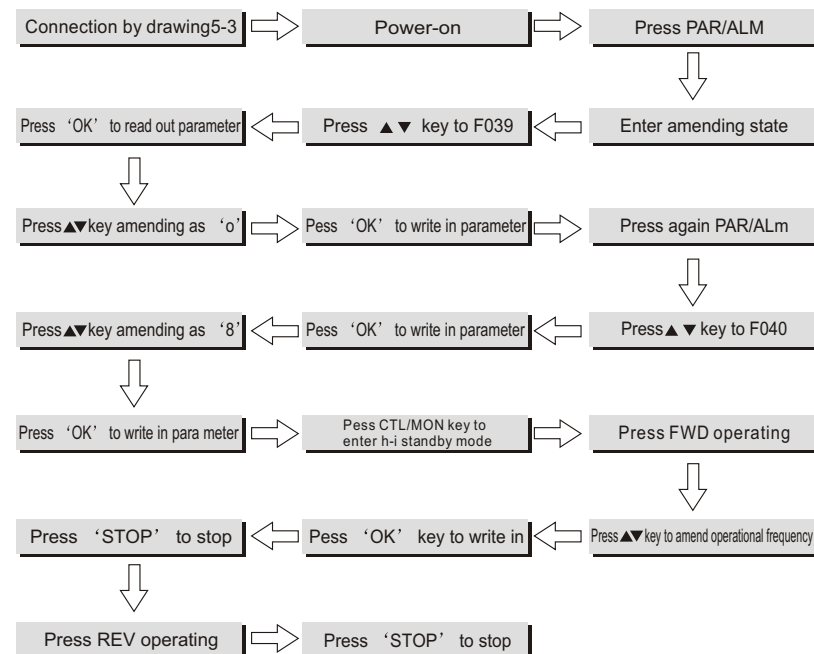 Connection by drawing5-3
Power-on
Press PAR/ALM
Enter amending state
Press ▲▼ key to F039
Press ‘OK’ to read out parameter
Press▲▼key amending as ‘o’
Pess ‘OK’ to write in parameter
Press again PAR/ALm
Press▲ ▼ key to F040
Pess ‘OK’ to write in parameter
Press▲▼key amending as ‘8’
Press ‘OK’ to write in para meter
Pess CTL/MON key to
enter h-i standby mode
Press FWD operating
Press▲▼ key to amend operational frequency
Pess ‘OK’ key to write in
Press ‘STOP’ to stop
Press REV operating
Press ‘STOP’ to stop